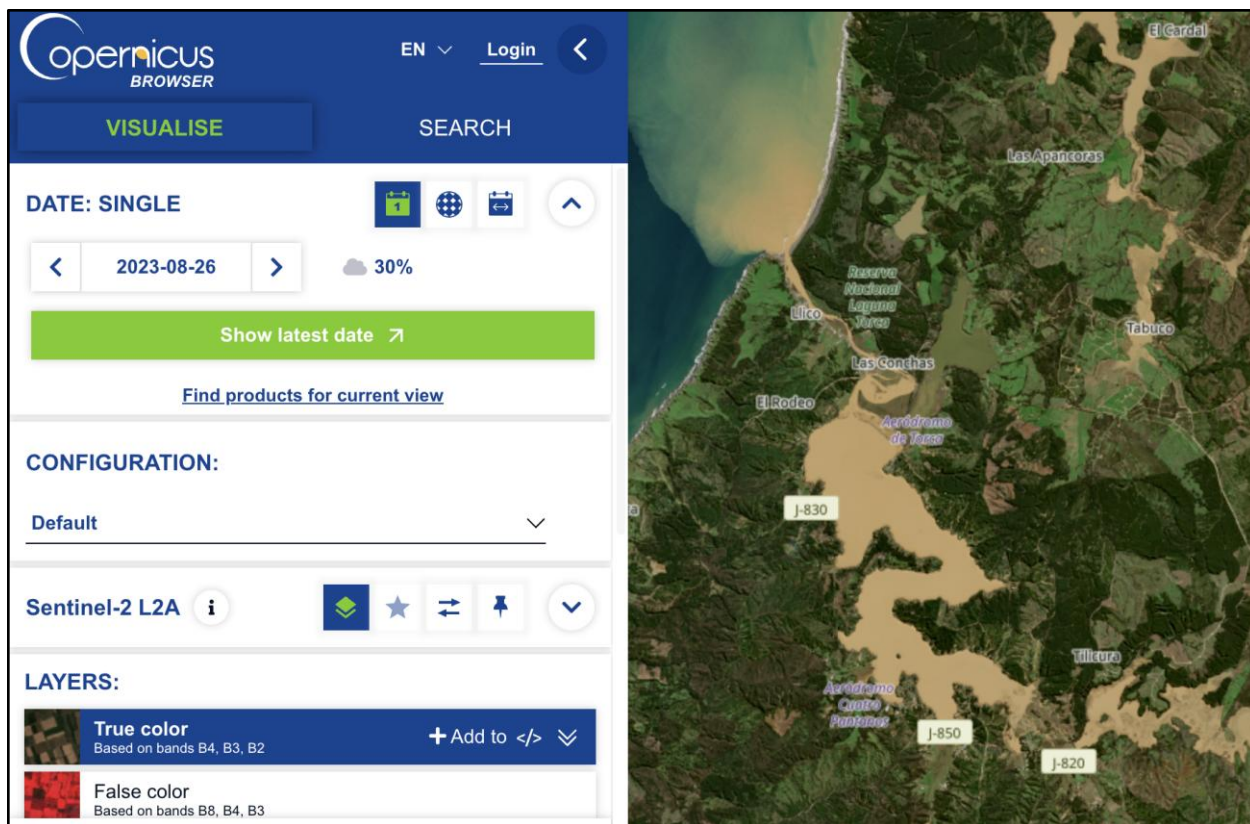 Copernicus
BROWSER
EN
Login
VISUALISE
SEARCH
DATE: SINGLE
1
2023-08-26
30%
Show latest date
Find products for current view
CONFIGURATION:
Default
Sentinel-2 L2A
i
LAYERS:
True color
Based on bands B4, B3, B2
+ Add to </>
False color
Based on bands B8, B4, B3
El Cardal
Las Apancoras
Reserva
Nacional
Laguna
Torca
Llico
Tabuco
Las Conchas
El Rodeo
Aeródromo
de Torca
a
J-830
Tilicura
Aeródromo
Cuatro
Pantanos
J-850
J-820